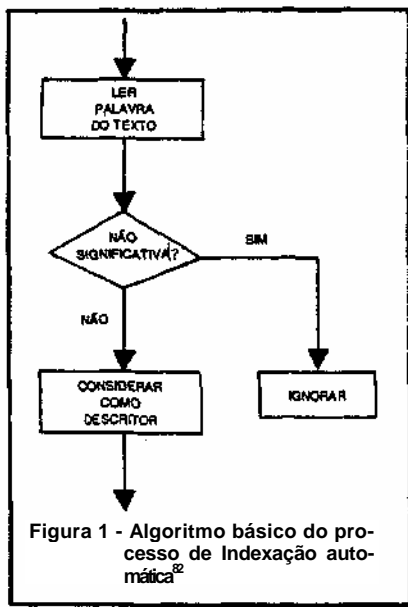 LER
PALAVRA
DO TEXTO
NÃO
SIGNIFICATIVA?
SIM
NÃO
CONSIDERAR
COMO
DESCRITOR
IGNORAR
Figura 1 - Algoritmo básico do pro-
cesso de Indexação auto-
mática82